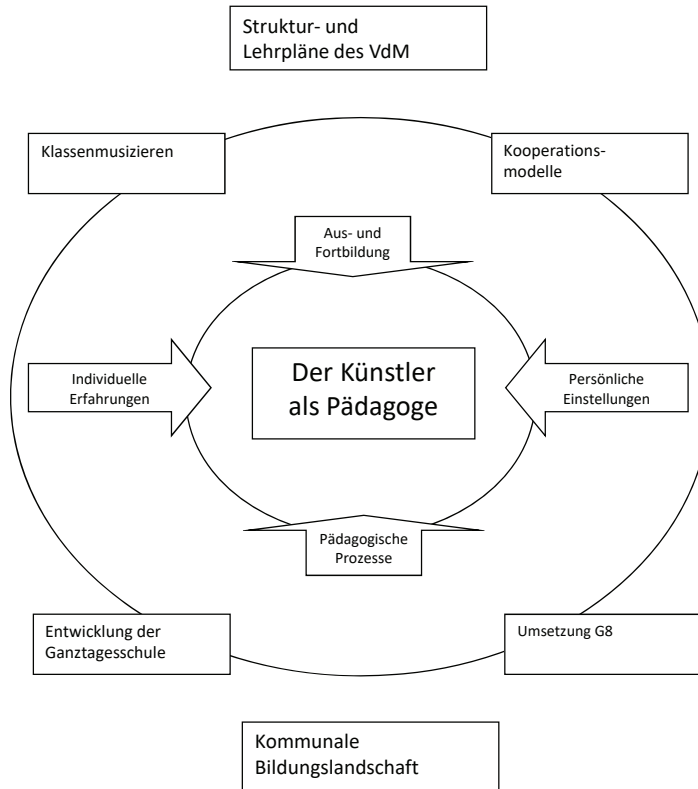 Struktur- und
Lehrpläne des VdM
Klassenmusizieren
Kooperations-
modelle
Aus- und
Fortbildung
Individuelle
Erfahrungen
Der Künstler
als Pädagoge
Persönliche
Einstellungen
Pädagogische
Prozesse
Entwicklung der
Ganztagesschule
Umsetzung G8
Kommunale
Bildungslandschaft